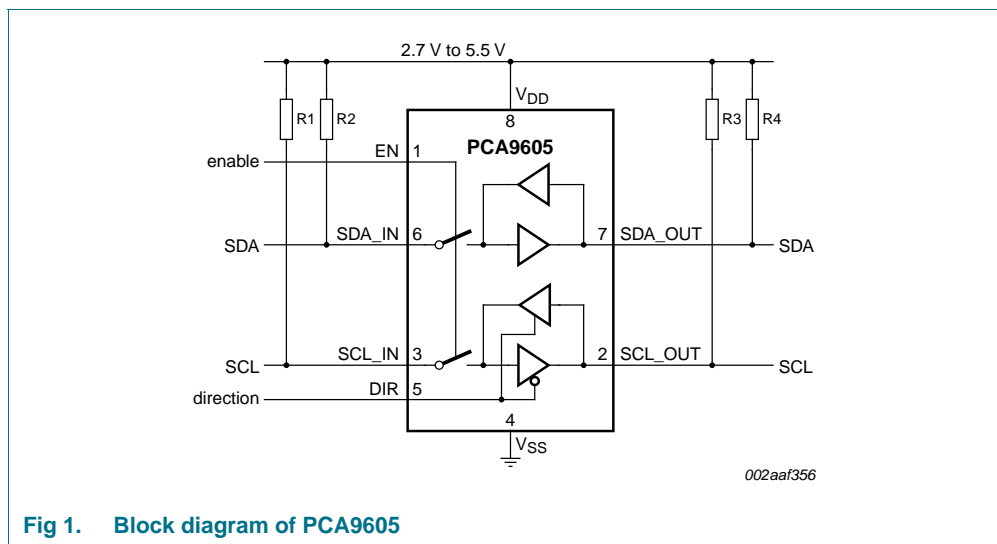 2.7 V to 5.5 V
VDD
8
R1
R2
R3
R4
PCA9605
enable
EN
1
SDA
SDA_IN
6
7
SDA_OUT
SDA
SCL
SCL_IN
3
2
SCL_OUT
SCL
direction
DIR
5
4
VSS
002aaf356
Fig 1. Block diagram of PCA9605